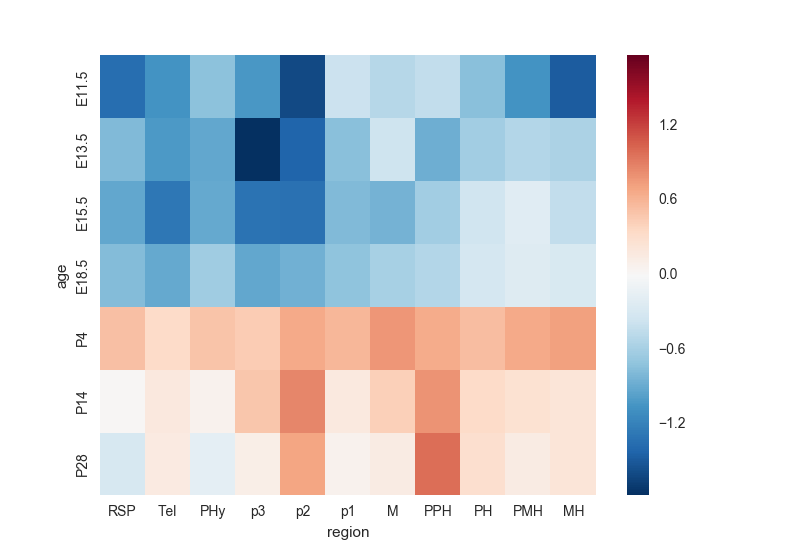 age
E11.5
E13.5
E15.5
E18.5
P4
P14
P28
RSP Tel PHy p3 p2 p1 M PPH PH PMH MH
region
1.2
0.6
0.0
−0.6
−1.2